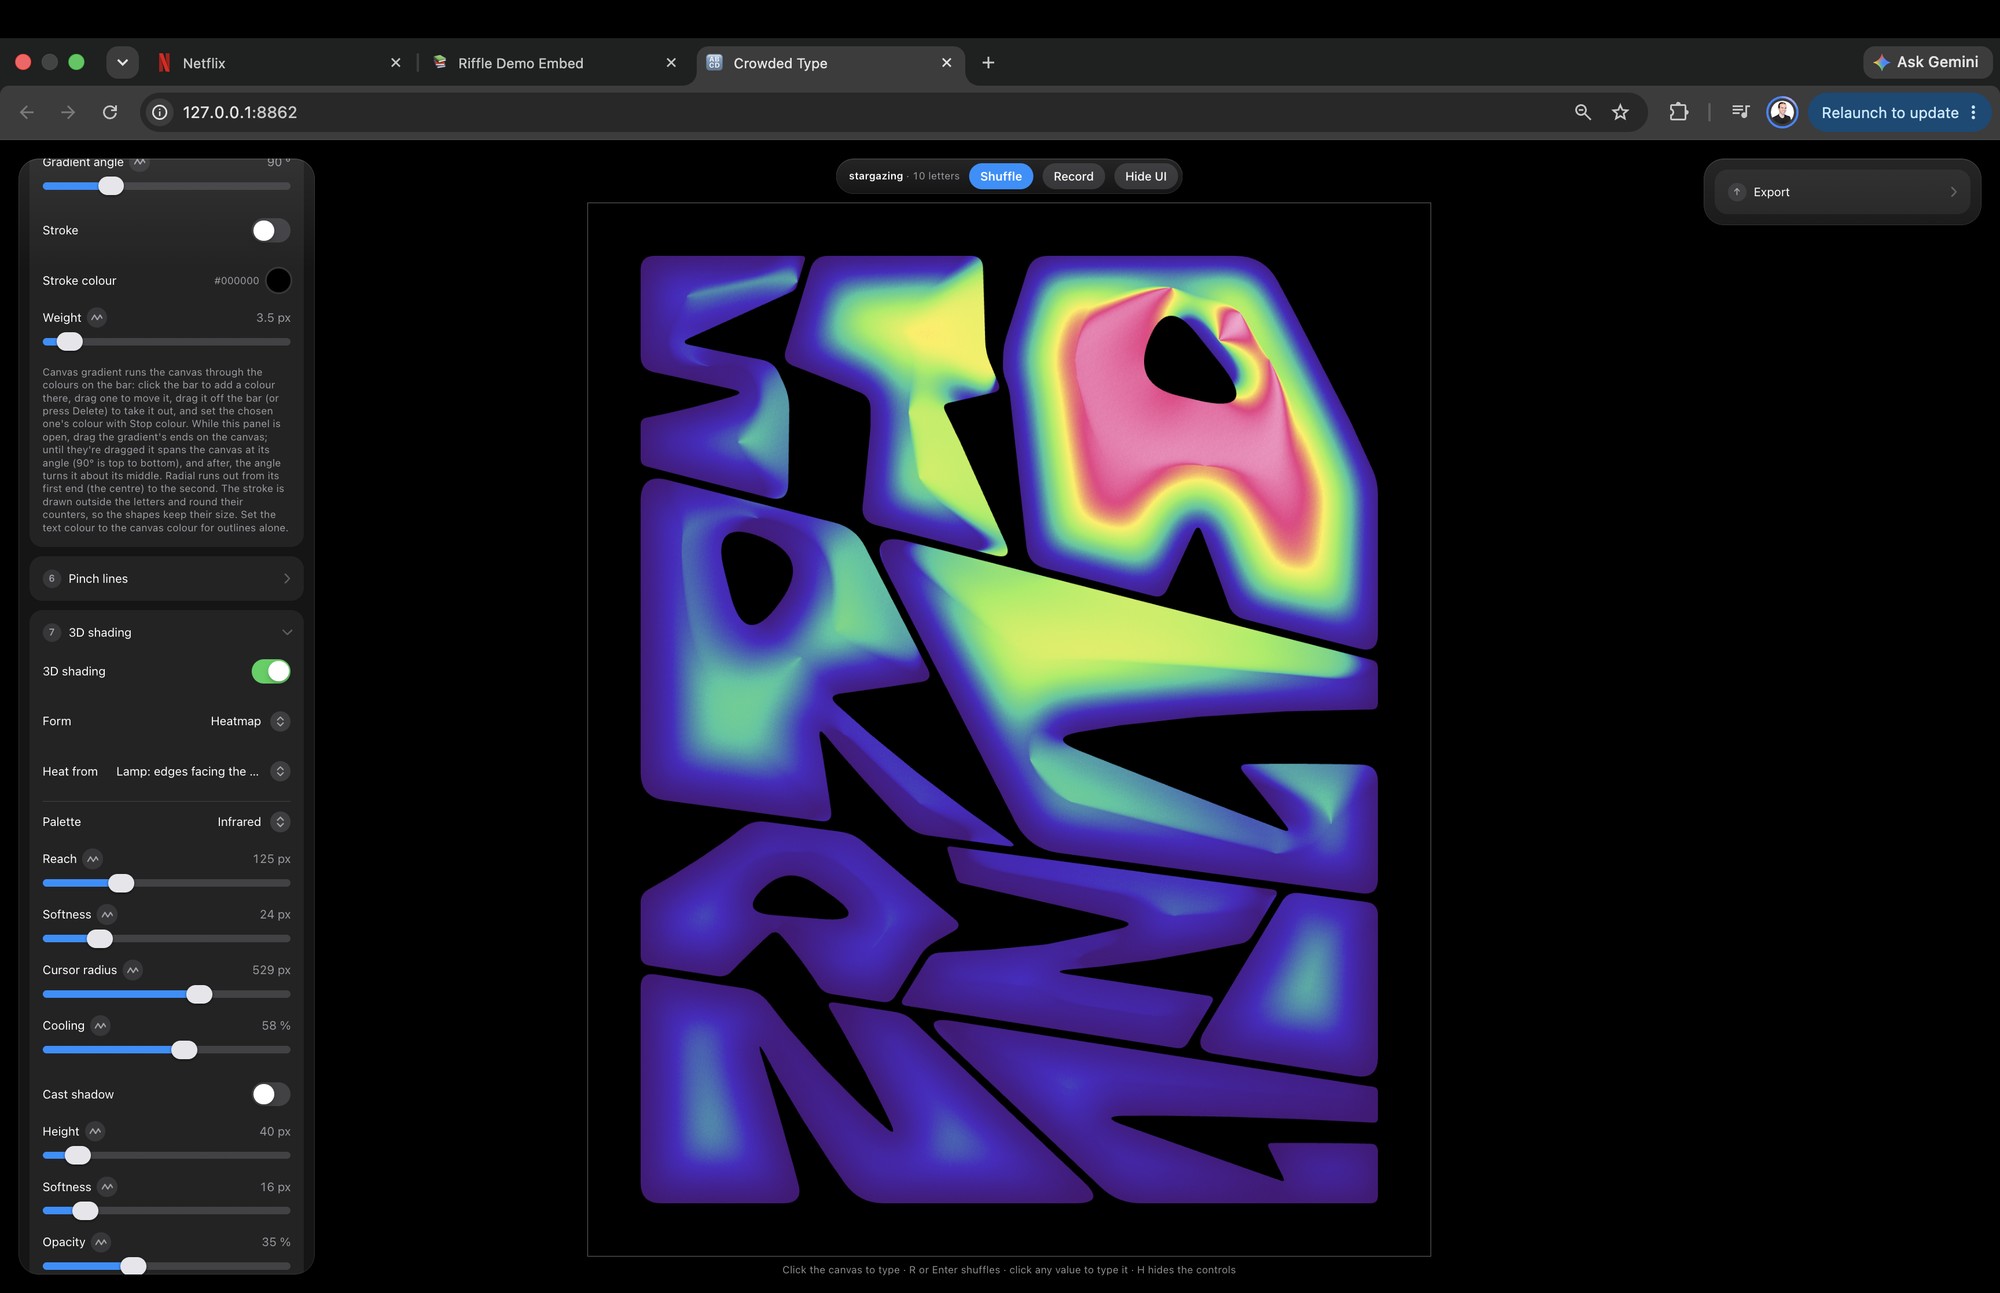 Netflix
Riffle Demo Embed
Crowded Type
Ask Gemini
127.0.0.1:8862
Relaunch to update
Gradient angle 90 °
Stroke
Stroke colour #000000
Weight 3.5 px
Canvas gradient runs the canvas through the
colours on the bar: click the bar to add a colour
there, drag one to move it, drag it off the bar (or
press Delete) to take it out, and set the chosen
one's colour with Stop colour. While this panel is
open, drag the gradient's ends on the canvas;
until they're dragged it spans the canvas at its
angle (90° is top to bottom), and after, the angle
turns it about its middle. Radial runs out from its
first end (the centre) to the second. The stroke is
drawn outside the letters and round their
counters, so the shapes keep their size. Set the
text colour to the canvas colour for outlines alone.
6 Pinch lines
7 3D shading
3D shading
Form Heatmap
Heat from Lamp: edges facing the ...
Palette Infrared
Reach 125 px
Softness 24 px
Cursor radius 529 px
Cooling 58 %
Cast shadow
Height 40 px
Softness 16 px
Opacity 35 %
stargazing · 10 letters Shuffle Record Hide UI
STA
RG
AZI
NG
Click the canvas to type · R or Enter shuffles · click any value to type it · H hides the controls
Export